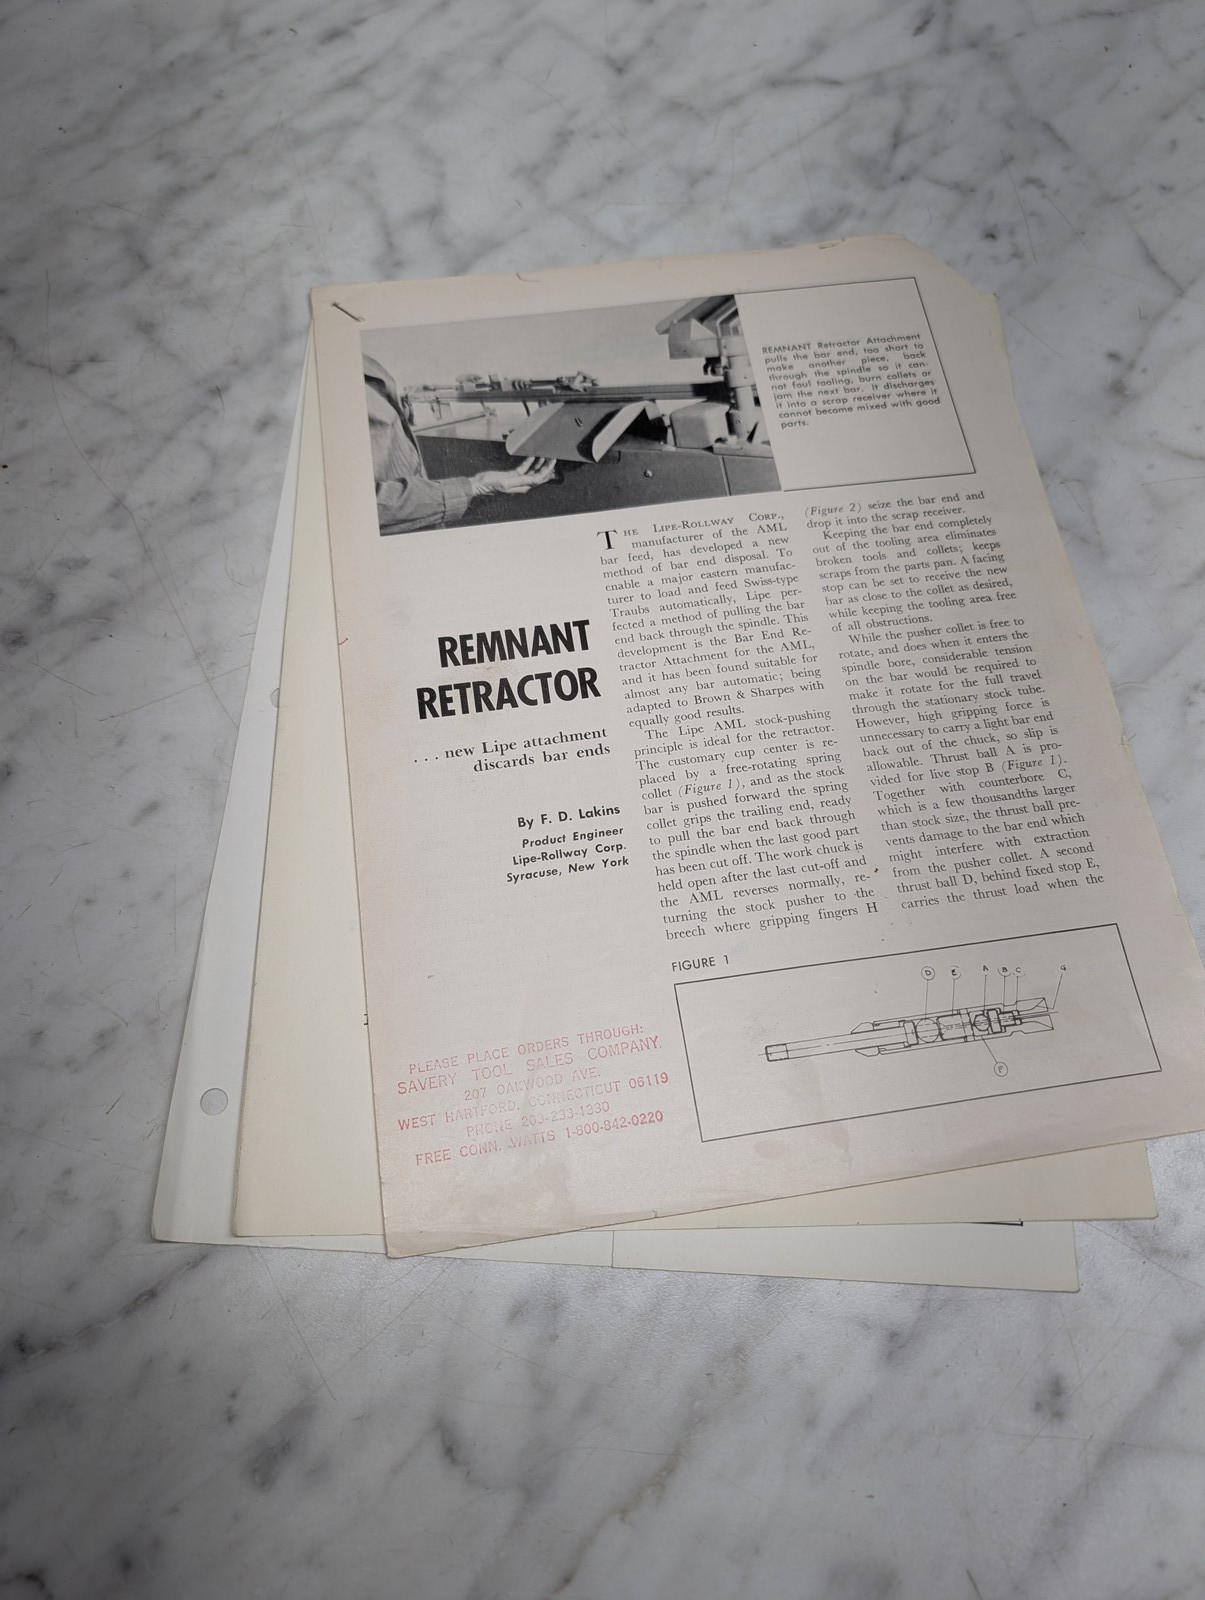 REMNANT Retractor Attachment
pulls the bar end, too short to
make another piece, back
through the spindle so it can-
not foul tooling, burn collets or
jam the next bar. It discharges
it into a scrap receiver where it
cannot become mixed with good
parts.
REMNANT
RETRACTOR
. . . new Lipe attachment
discards bar ends
By F. D. Lakins
Product Engineer
Lipe-Rollway Corp.
Syracuse, New York
THE LIPE-ROLLWAY CORP.,
manufacturer of the AML
bar feed, has developed a new
method of bar end disposal. To
enable a major eastern manufac-
turer to load and feed Swiss-type
Traubs automatically, Lipe per-
fected a method of pulling the bar
end back through the spindle. This
development is the Bar End Re-
tractor Attachment for the AML,
and it has been found suitable for
almost any bar automatic; being
adapted to Brown & Sharpes with
equally good results.
The Lipe AML stock-pushing
principle is ideal for the retractor.
The customary cup center is re-
placed by a free-rotating spring
collet (Figure 1), and as the stock
bar is pushed forward the spring
collet grips the trailing end, ready
to pull the bar end back through
the spindle when the last good part
has been cut off. The work chuck is
held open after the last cut-off and
the AML reverses normally, re-
turning the stock pusher to the
breech where gripping fingers H
(Figure 2) seize the bar end and
drop it into the scrap receiver.
Keeping the bar end completely
out of the tooling area eliminates
broken tools and collets; keeps
scraps from the parts pan. A facing
stop can be set to receive the new
bar as close to the collet as desired,
while keeping the tooling area free
of all obstructions.
While the pusher collet is free to
rotate, and does when it enters the
spindle bore, considerable tension
on the bar would be required to
make it rotate for the full travel
through the stationary stock tube.
However, high gripping force is
unnecessary to carry a light bar end
back out of the chuck, so slip is
allowable. Thrust ball A is pro-
vided for live stop B (Figure 1).
Together with counterbore C,
which is a few thousandths larger
than stock size, the thrust ball pre-
vents damage to the bar end which
might interfere with extraction
from the pusher collet. A second
thrust ball D, behind fixed stop E,
carries the thrust load when the
FIGURE 1
D E A B C G
F
PLEASE PLACE ORDERS THROUGH:
SAVERY TOOL SALES COMPANY.
207 OAKWOOD AVE.
WEST HARTFORD, CONNECTICUT 06119
PHONE 203-233-1330
FREE CONN. WATTS 1-800-842-0220